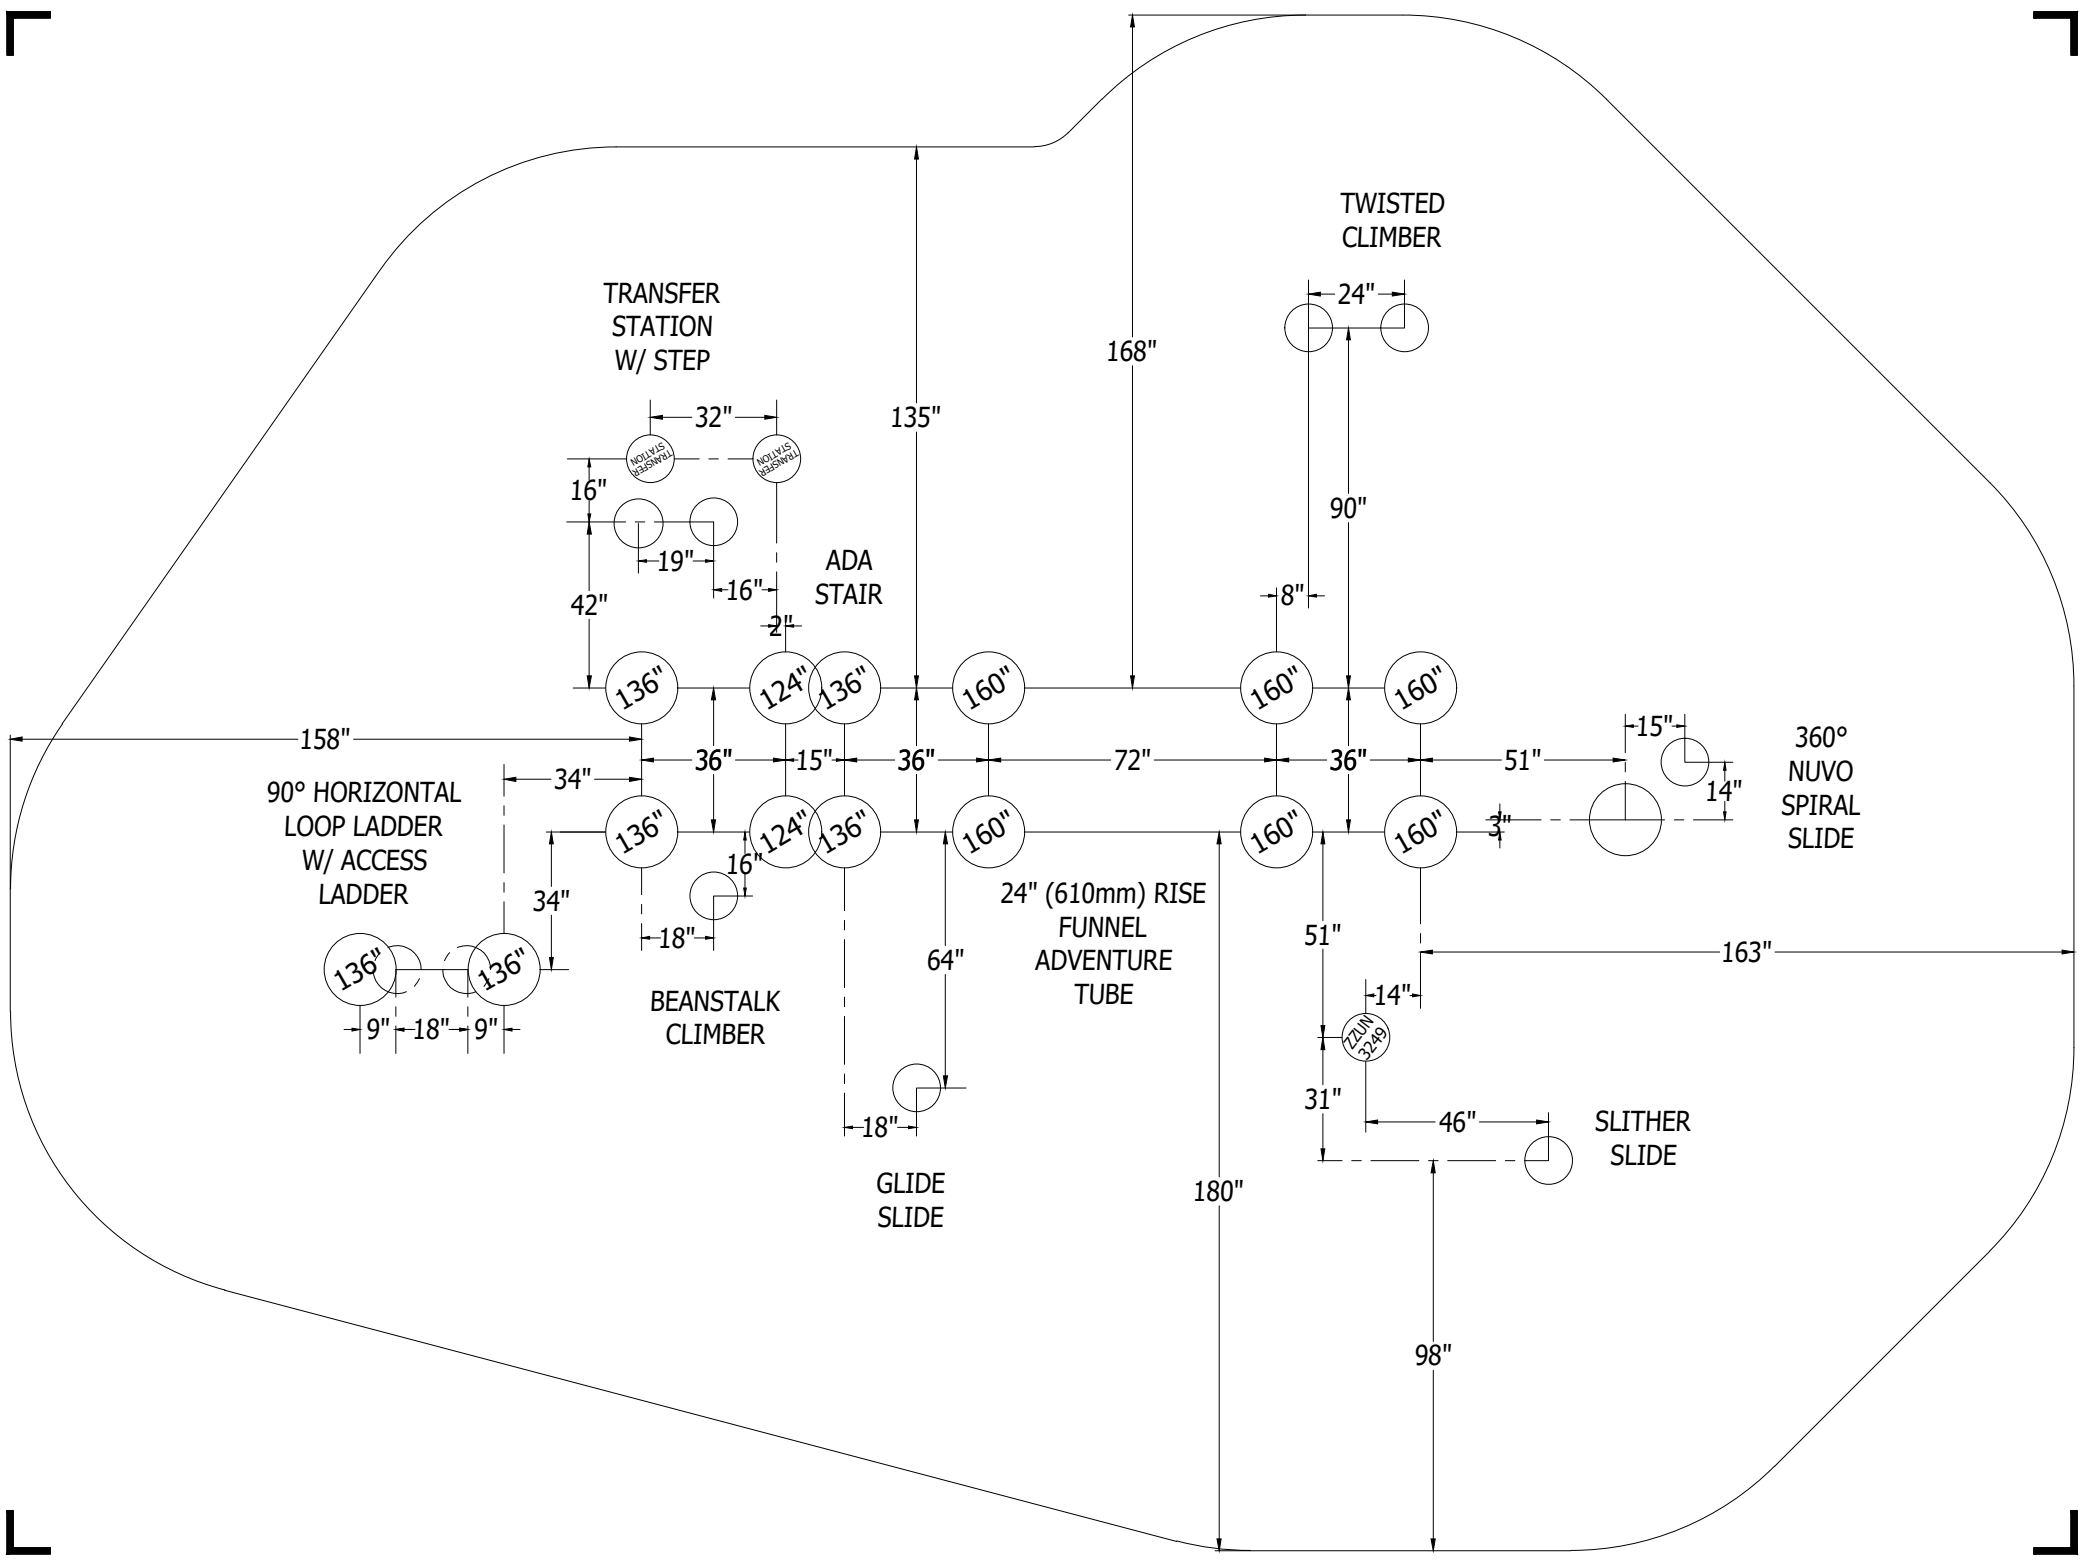 TWISTED
CLIMBER
24"
TRANSFER
STATION
W/ STEP
168"
32"
135"
TRANSFER
STATION
TRANSFER
STATION
16"
90"
19"
ADA
STAIR
16"
8"
42"
2"
136"
124"
136"
160"
160"
160"
15"
158"
360°
NUVO
SPIRAL
SLIDE
36"
15"
36"
72"
36"
51"
34"
14"
90° HORIZONTAL
LOOP LADDER
W/ ACCESS
LADDER
3"
136"
124"
136"
160"
160"
160"
16"
34"
24" (610mm) RISE
FUNNEL
ADVENTURE
TUBE
18"
51"
64"
163"
136"
136"
14"
BEANSTALK
CLIMBER
9"
18"
9"
ZZUN
3249
31"
18"
46"
SLITHER
SLIDE
GLIDE
SLIDE
180"
98"